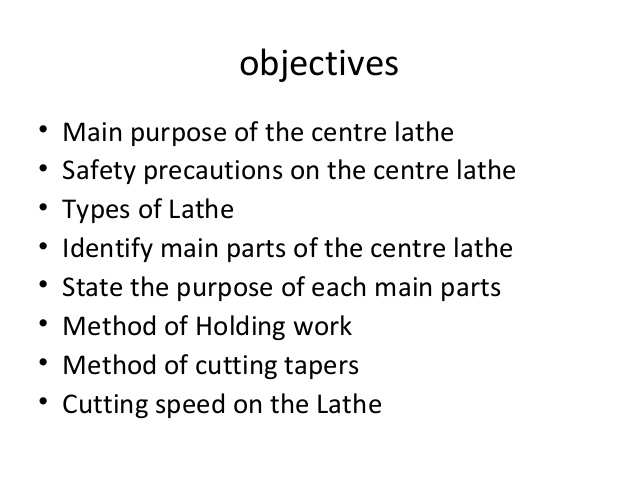 objectives
• Main purpose of the centre lathe
• Safety precautions on the centre lathe
• Types of Lathe
• Identify main parts of the centre lathe
• State the purpose of each main parts
• Method of Holding work
• Method of cutting tapers
• Cutting speed on the Lathe